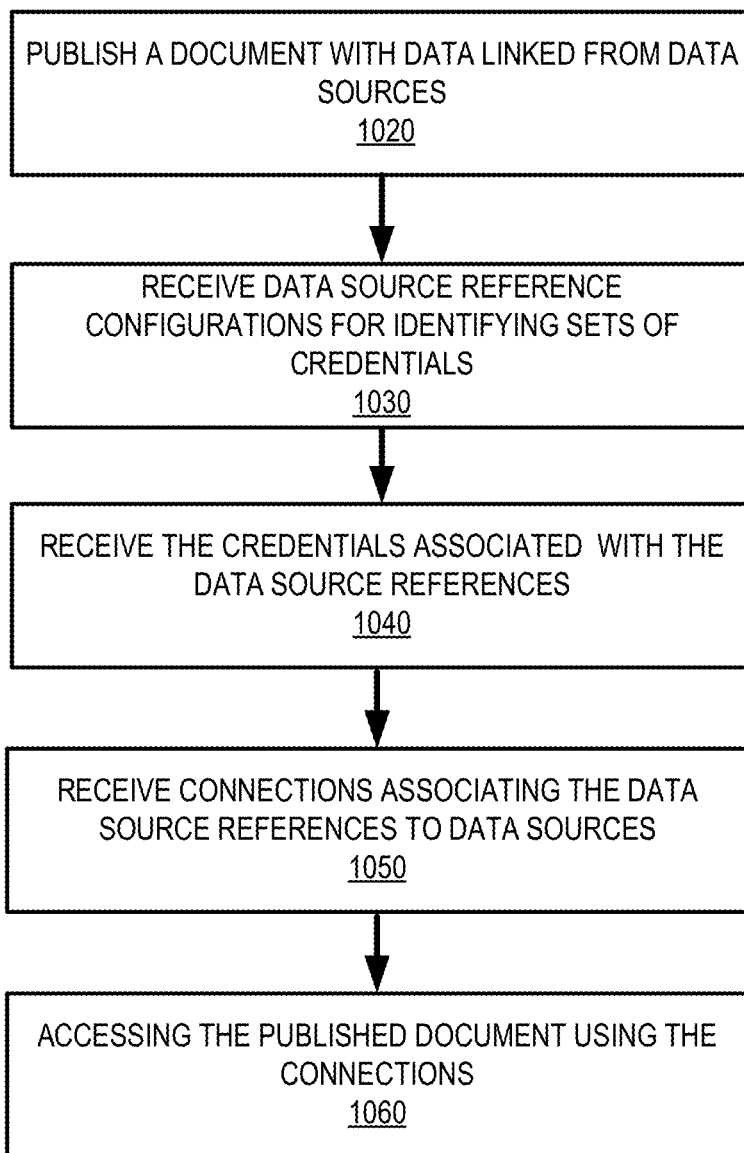 PUBLISH A DOCUMENT WITH DATA LINKED FROM DATA
SOURCES
1020
RECEIVE DATA SOURCE REFERENCE
CONFIGURATIONS FOR IDENTIFYING SETS OF
CREDENTIALS
1030
RECEIVE THE CREDENTIALS ASSOCIATED WITH THE
DATA SOURCE REFERENCES
1040
RECEIVE CONNECTIONS ASSOCIATING THE DATA
SOURCE REFERENCES TO DATA SOURCES
1050
ACCESSING THE PUBLISHED DOCUMENT USING THE
CONNECTIONS
1060